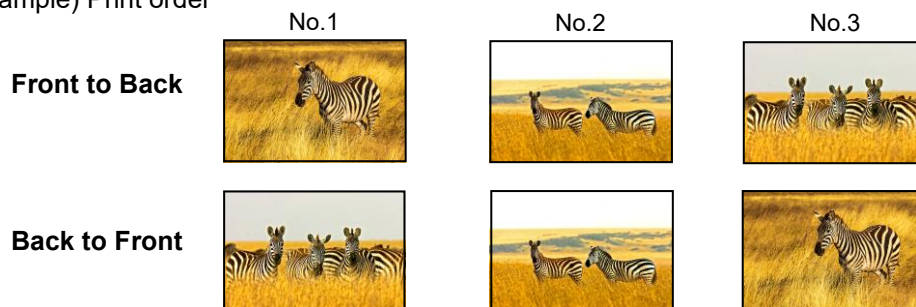 Print order
No.1 No.2 No.3
Front to Back
Back to Front